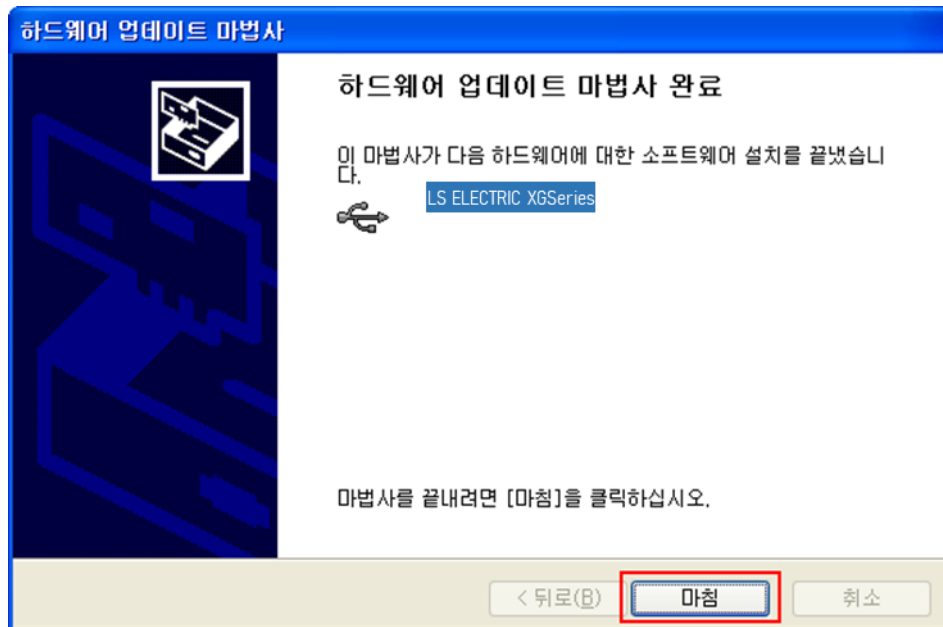 하드웨어 업데이트 마법사
하드웨어 업데이트 마법사 완료
이 마법사가 다음 하드웨어에 대한 소프트웨어 설치를 끝냈습니
다.
LS ELECTRIC XGSeries
마법사를 끝내려면 [마침]을 클릭하십시오.
< 뒤로(B) 마침 취소